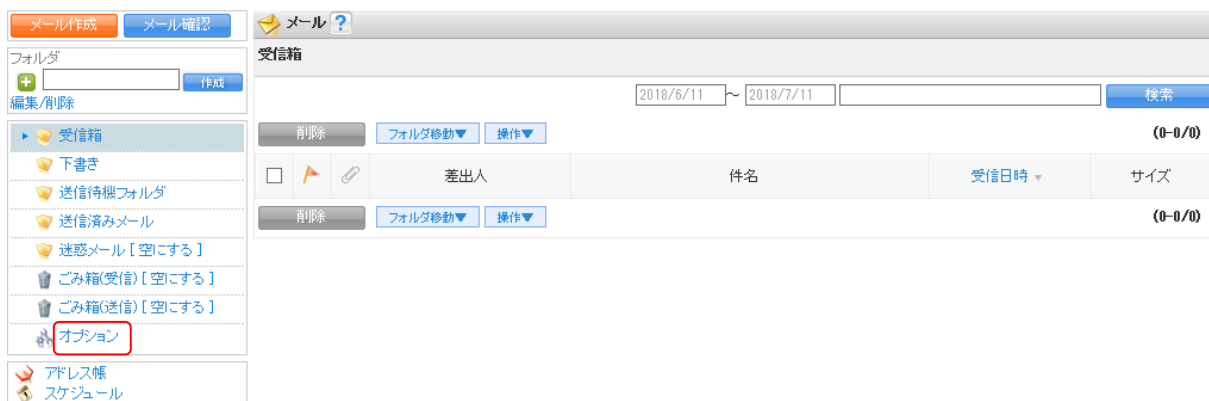 メール作成 メール確認
フォルダ
作成
編集/削除
受信箱
下書き
送信待機フォルダ
送信済みメール
迷惑メール [ 空にする ]
ごみ箱(受信) [ 空にする ]
ごみ箱(送信) [ 空にする ]
オプション
アドレス帳
スケジュール
メール ?
受信箱
2018/6/11 ～ 2018/7/11 検索
削除 フォルダ移動▼ 操作▼ (0-0/0)
差出人 件名 受信日時 ▼ サイズ
削除 フォルダ移動▼ 操作▼ (0-0/0)